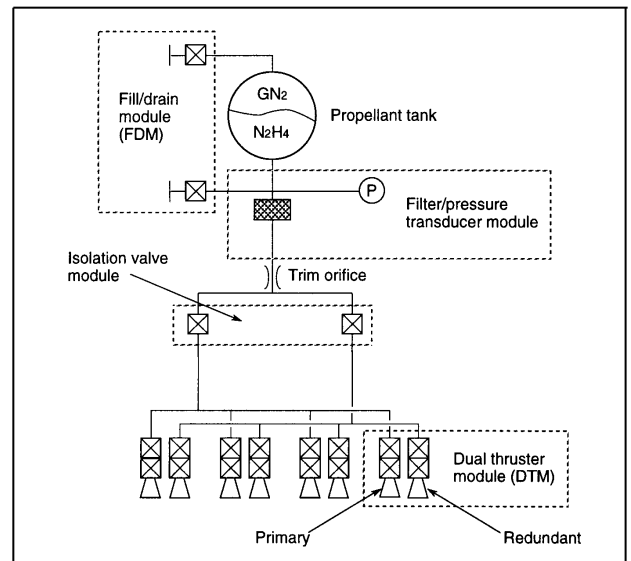 GN2
N2H4
Propellant tank
Fill/drain
module
(FDM)
P
Filter/pressure
transducer module
Isolation valve
module
Trim orifice
Dual thruster
module (DTM)
Primary
Redundant